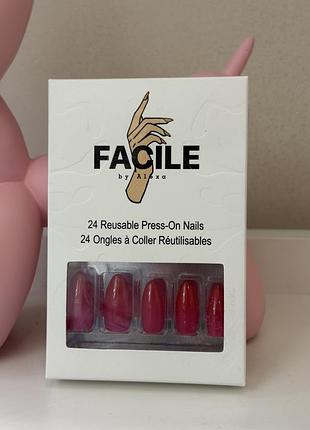 FACILE
by Alexa
24 Reusable Press-On Nails
24 Ongles à Coller Réutilisables